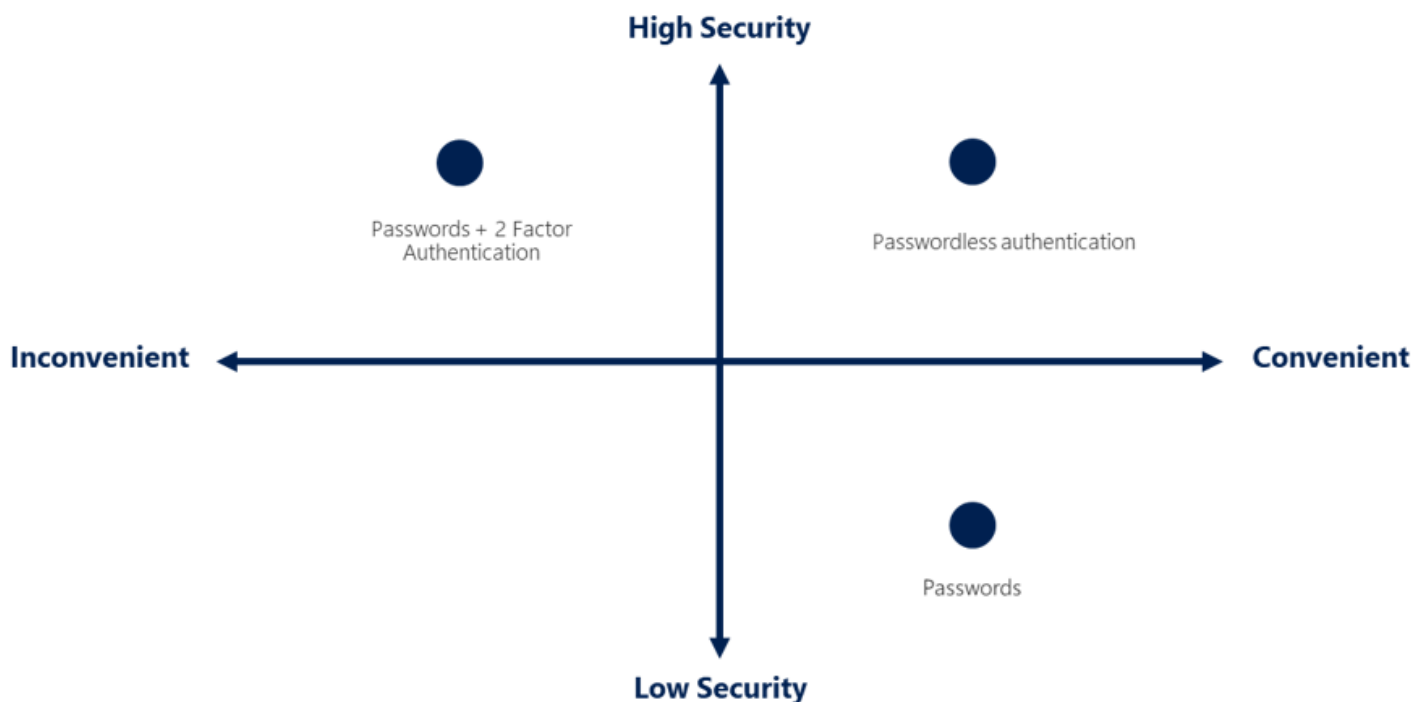 High Security
Passwords + 2 Factor
Authentication
Passwordless authentication
Inconvenient
Convenient
Passwords
Low Security